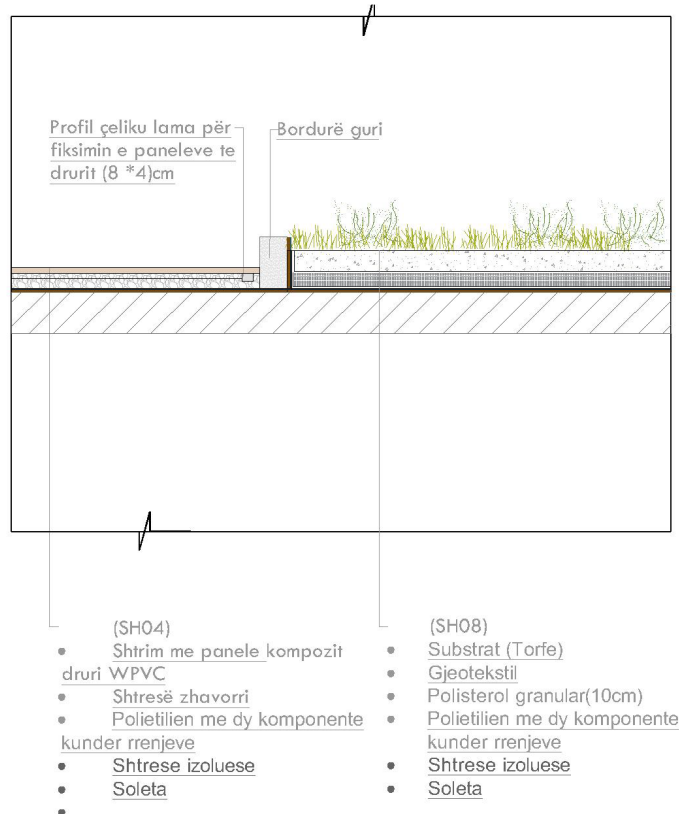 Profil çeliku lama për
fiksimin e paneleve te
drurit (8 *4)cm
Bordurë guri
(SH04)
• Shtrim me panele kompozit
druri WPVC
• Shtresë zhavorri
• Polietilien me dy komponente
kunder rrenjeve
• Shtrese izoluese
• Soleta
•
(SH08)
• Substrat (Torfe)
• Gjeotekstil
• Polisterol granular(10cm)
• Polietilien me dy komponente
kunder rrenjeve
• Shtrese izoluese
• Soleta